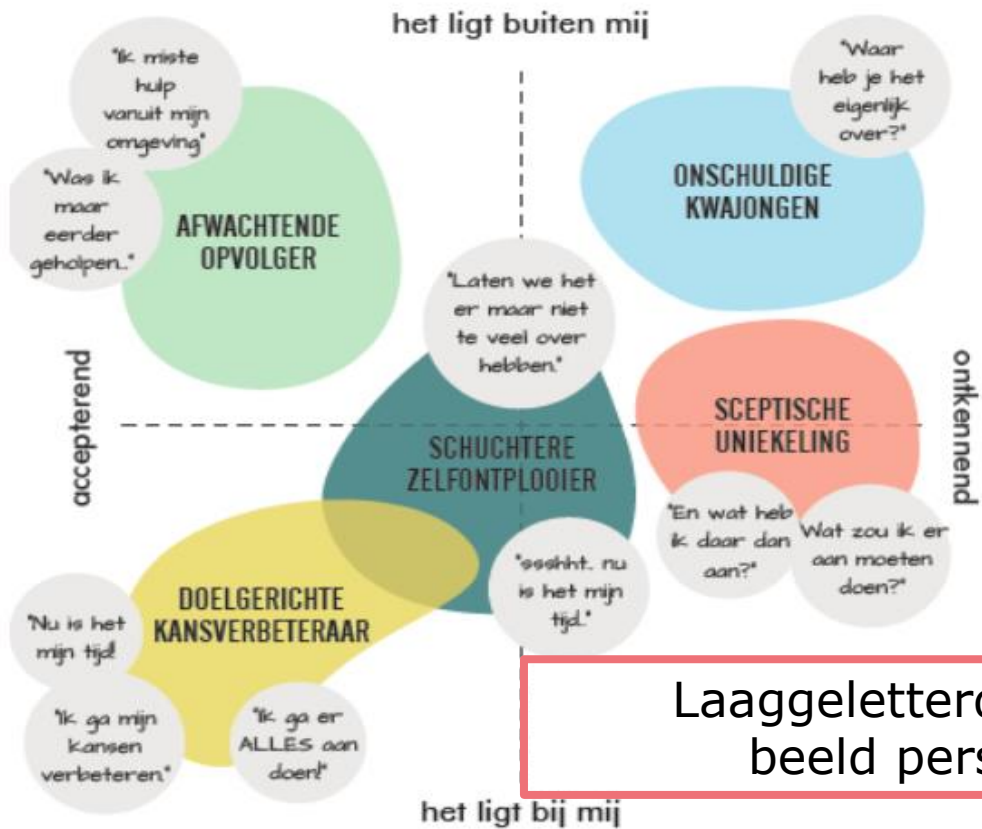 het ligt buiten mij
"Ik miste
hulp
vanuit mijn
omgeving"
"Was ik
maar
eerder
geholpen.."
AFWACHTENDE
OPVOLGER
"Waar
heb je het
eigenlijk
over?"
ONSCHULDIGE
KWAJONGEN
"Laten we het
er maar niet
te veel over
hebben."
accepterend
ontkennend
SCHUCHTERE
ZELFONTPLOOIER
SCEPTISCHE
UNIEKELING
"En wat heb
ik daar dan
aan?"
Wat zou ik er
aan moeten
doen?"
"ssshht.. nu
is het mijn
tijd."
DOELGERICHTE
KANSVERBETERAAR
"Nu is het
mijn tijd!
"Ik ga mijn
kansen
verbeteren."
"Ik ga er
ALLES aan
doen!"
beeld
het ligt bij mij